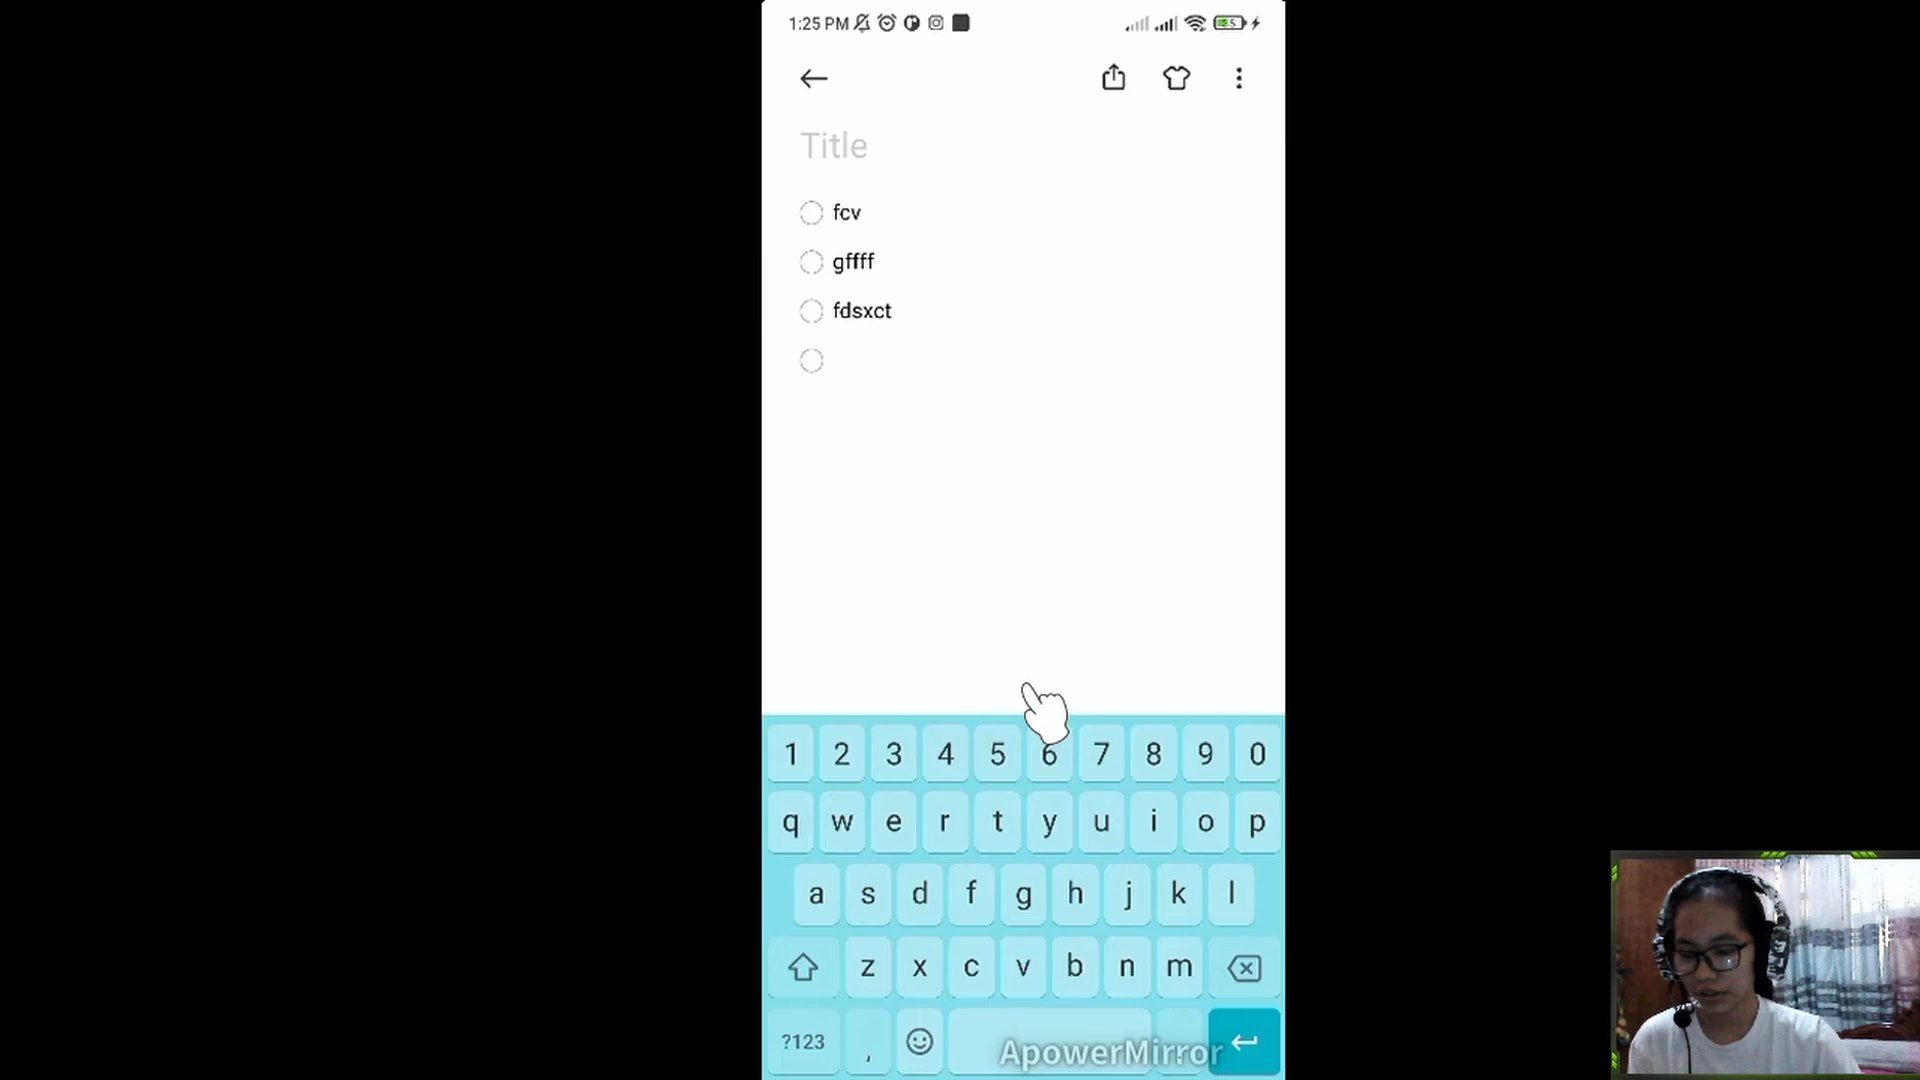 1:25 PM
Title
fcv
gffff
fdsxct
1 2 3 4 5 6 7 8 9 0
q w e r t y u i o p
a s d f g h j k l
z x c v b n m
?123 ,
ApowerMirror